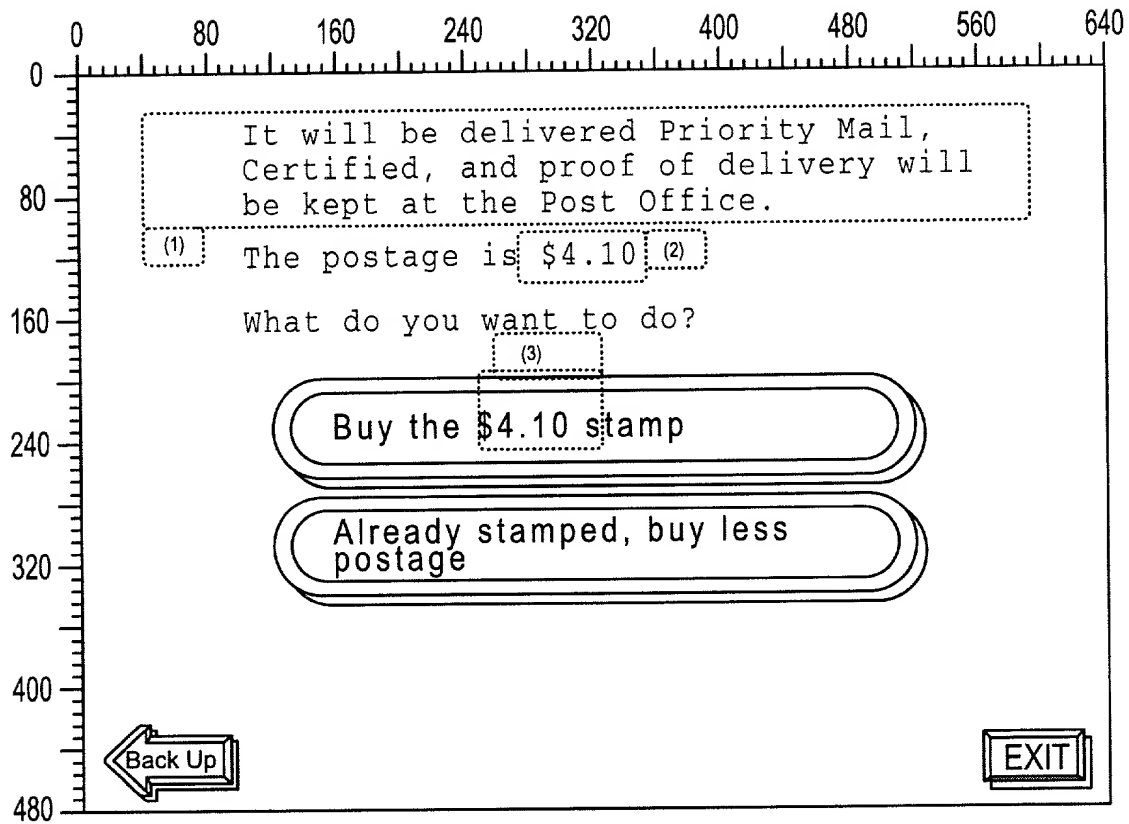 0 80 160 240 320 400 480 560 640
0
It will be delivered Priority Mail,
Certified, and proof of delivery will
80
be kept at the Post Office.
(1) The postage is $4.10 (2)
160
What do you want to do?
(3)
Buy the $4.10 stamp
240
Already stamped, buy less
postage
320
400
Back Up
EXIT
480